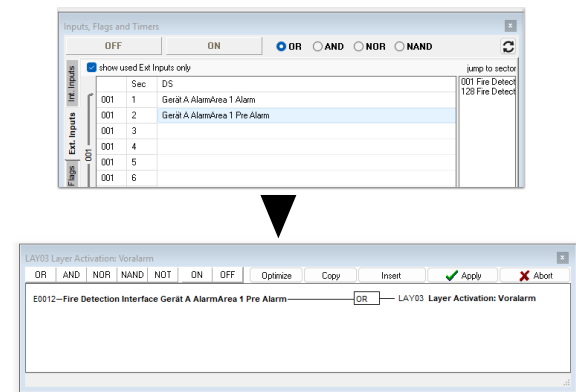 Inputs, Flags and Timers
x
OFF ON OR AND NOR NAND
Int. Inputs
Ext. Inputs
Flags
show used Ext Inputs only
jump to sector
001 Fire Detect
128 Fire Detect
001
Sec DS
001 1 Gerät A AlarmArea 1 Alarm
001 2 Gerät A AlarmArea 1 Pre Alarm
001 3
001 4
001 5
001 6
LAY03 Layer Activation: Voralarm
x
OR AND NOR NAND NOT ON OFF Optimize Copy Insert Apply Abort
E0012 Fire Detection Interface Gerät A AlarmArea 1 Pre Alarm OR LAY03 Layer Activation: Voralarm